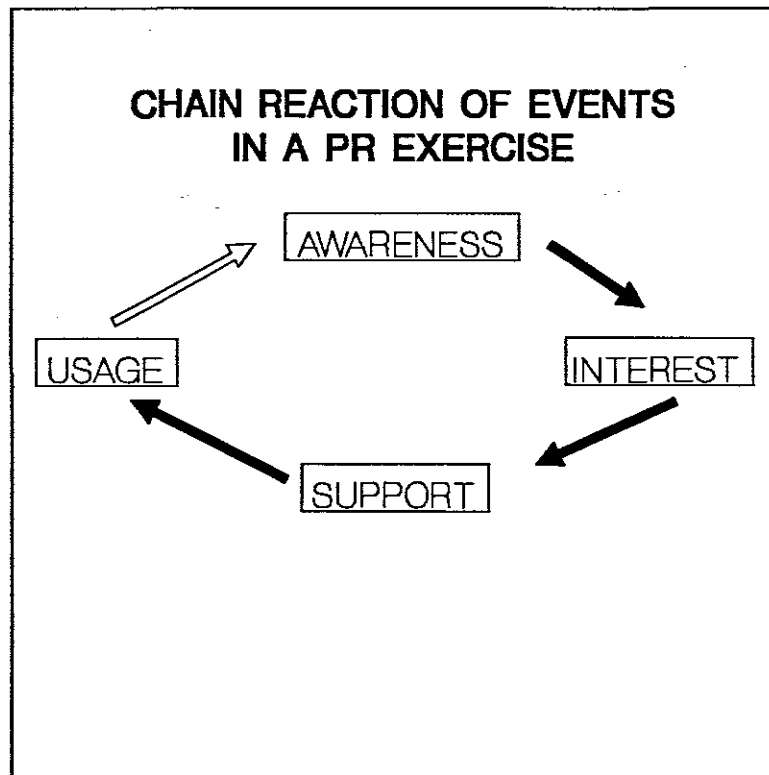 CHAIN REACTION OF EVENTS
IN A PR EXERCISE
AWARENESS
USAGE
INTEREST
SUPPORT